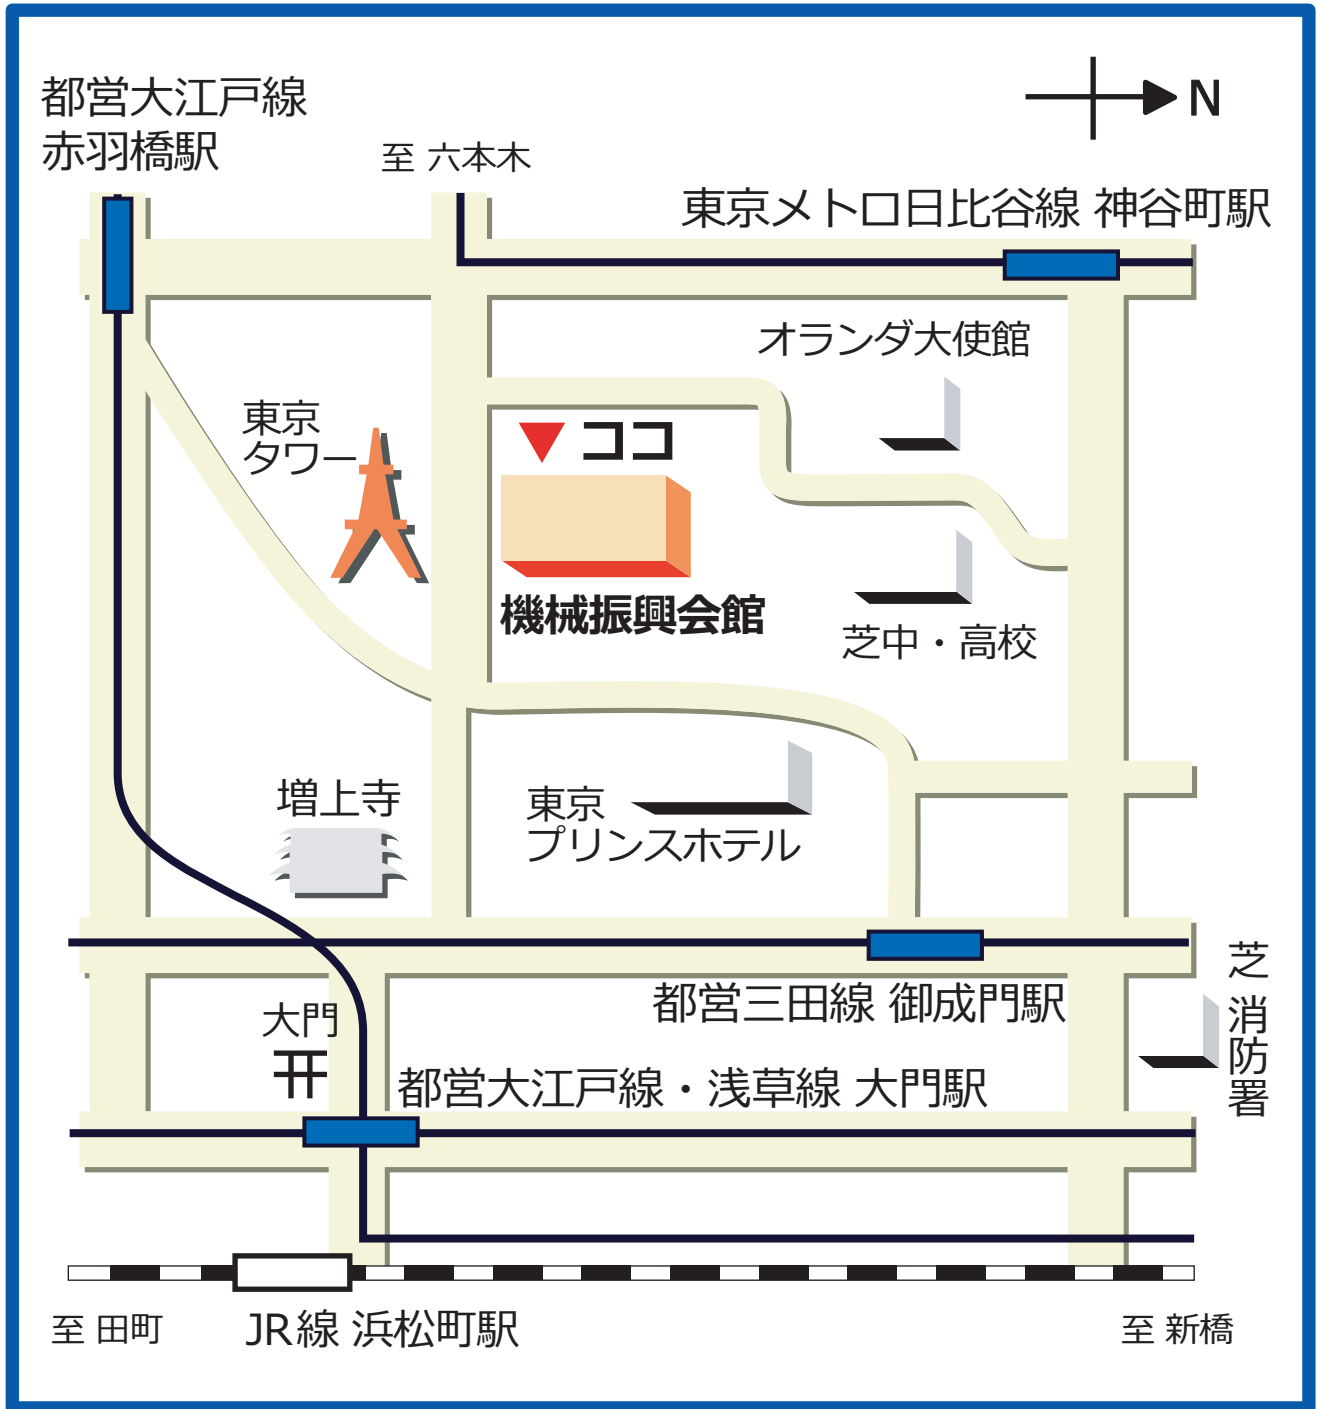 都営大江戸線
赤羽橋駅
至 六本木
N
東京メトロ日比谷線 神谷町駅
オランダ大使館
東京
タワー
ココ
機械振興会館
芝中・高校
増上寺
東京
プリンスホテル
芝消防署
都営三田線 御成門駅
大門
都営大江戸線・浅草線 大門駅
至 田町
JR線 浜松町駅
至 新橋